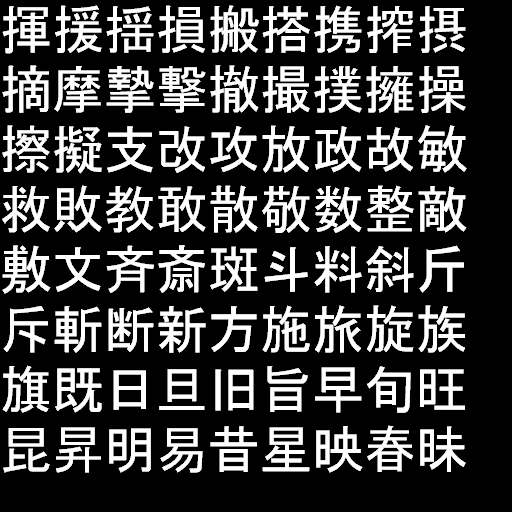 揮援揺損搬搭携搾摂
摘摩摯撃撤撮撲擁操
擦擬支改攻放政故敏
救敗教敢散敬数整敵
敷文斉斎斑斗料斜斤
斥斬断新方施旅旋族
旗既日旦旧旨早旬旺
昆昇明易昔星映春昧